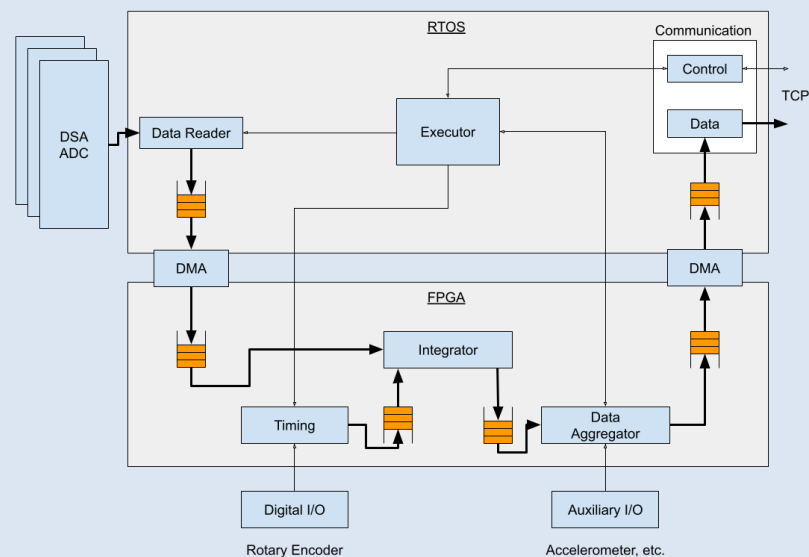 RTOS
Communication
Control
TCP
DSA
ADC
Data Reader
Executor
Data
DMA
DMA
FPGA
Integrator
Timing
Data
Aggregator
Digital I/O
Auxiliary I/O
Rotary Encoder
Accelerometer, etc.